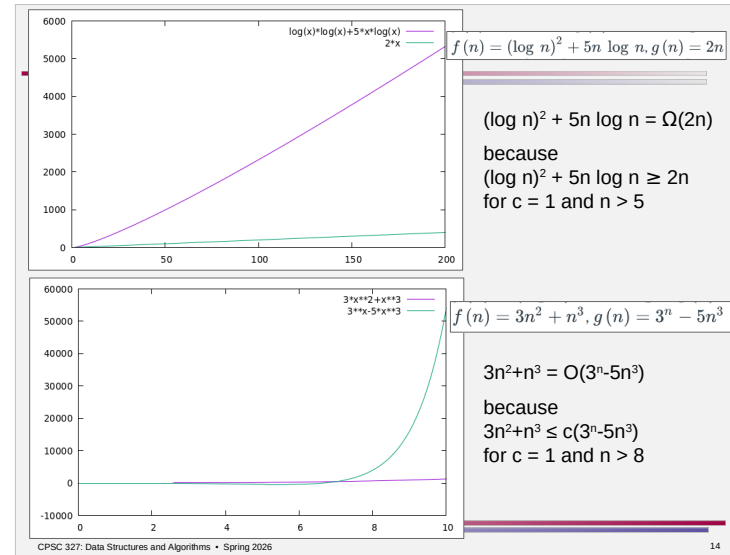 log(x)*log(x)+5*x*log(x)
2*x
6000
5000
4000
3000
2000
1000
0
0 50 100 150 200
f (n) = (log n)² + 5n log n, g (n) = 2n
(log n)² + 5n log n = Ω(2n)
because
(log n)² + 5n log n ≥ 2n
for c = 1 and n > 5
3*x**2+x**3
3**x-5*x**3
60000
50000
40000
30000
20000
10000
0
-10000
0 2 4 6 8 10
f (n) = 3n² + n³, g (n) = 3ⁿ − 5n³
3n²+n³ = O(3ⁿ-5n³)
because
3n²+n³ ≤ c(3ⁿ-5n³)
for c = 1 and n > 8
CPSC 327: Data Structures and Algorithms • Spring 2026
14